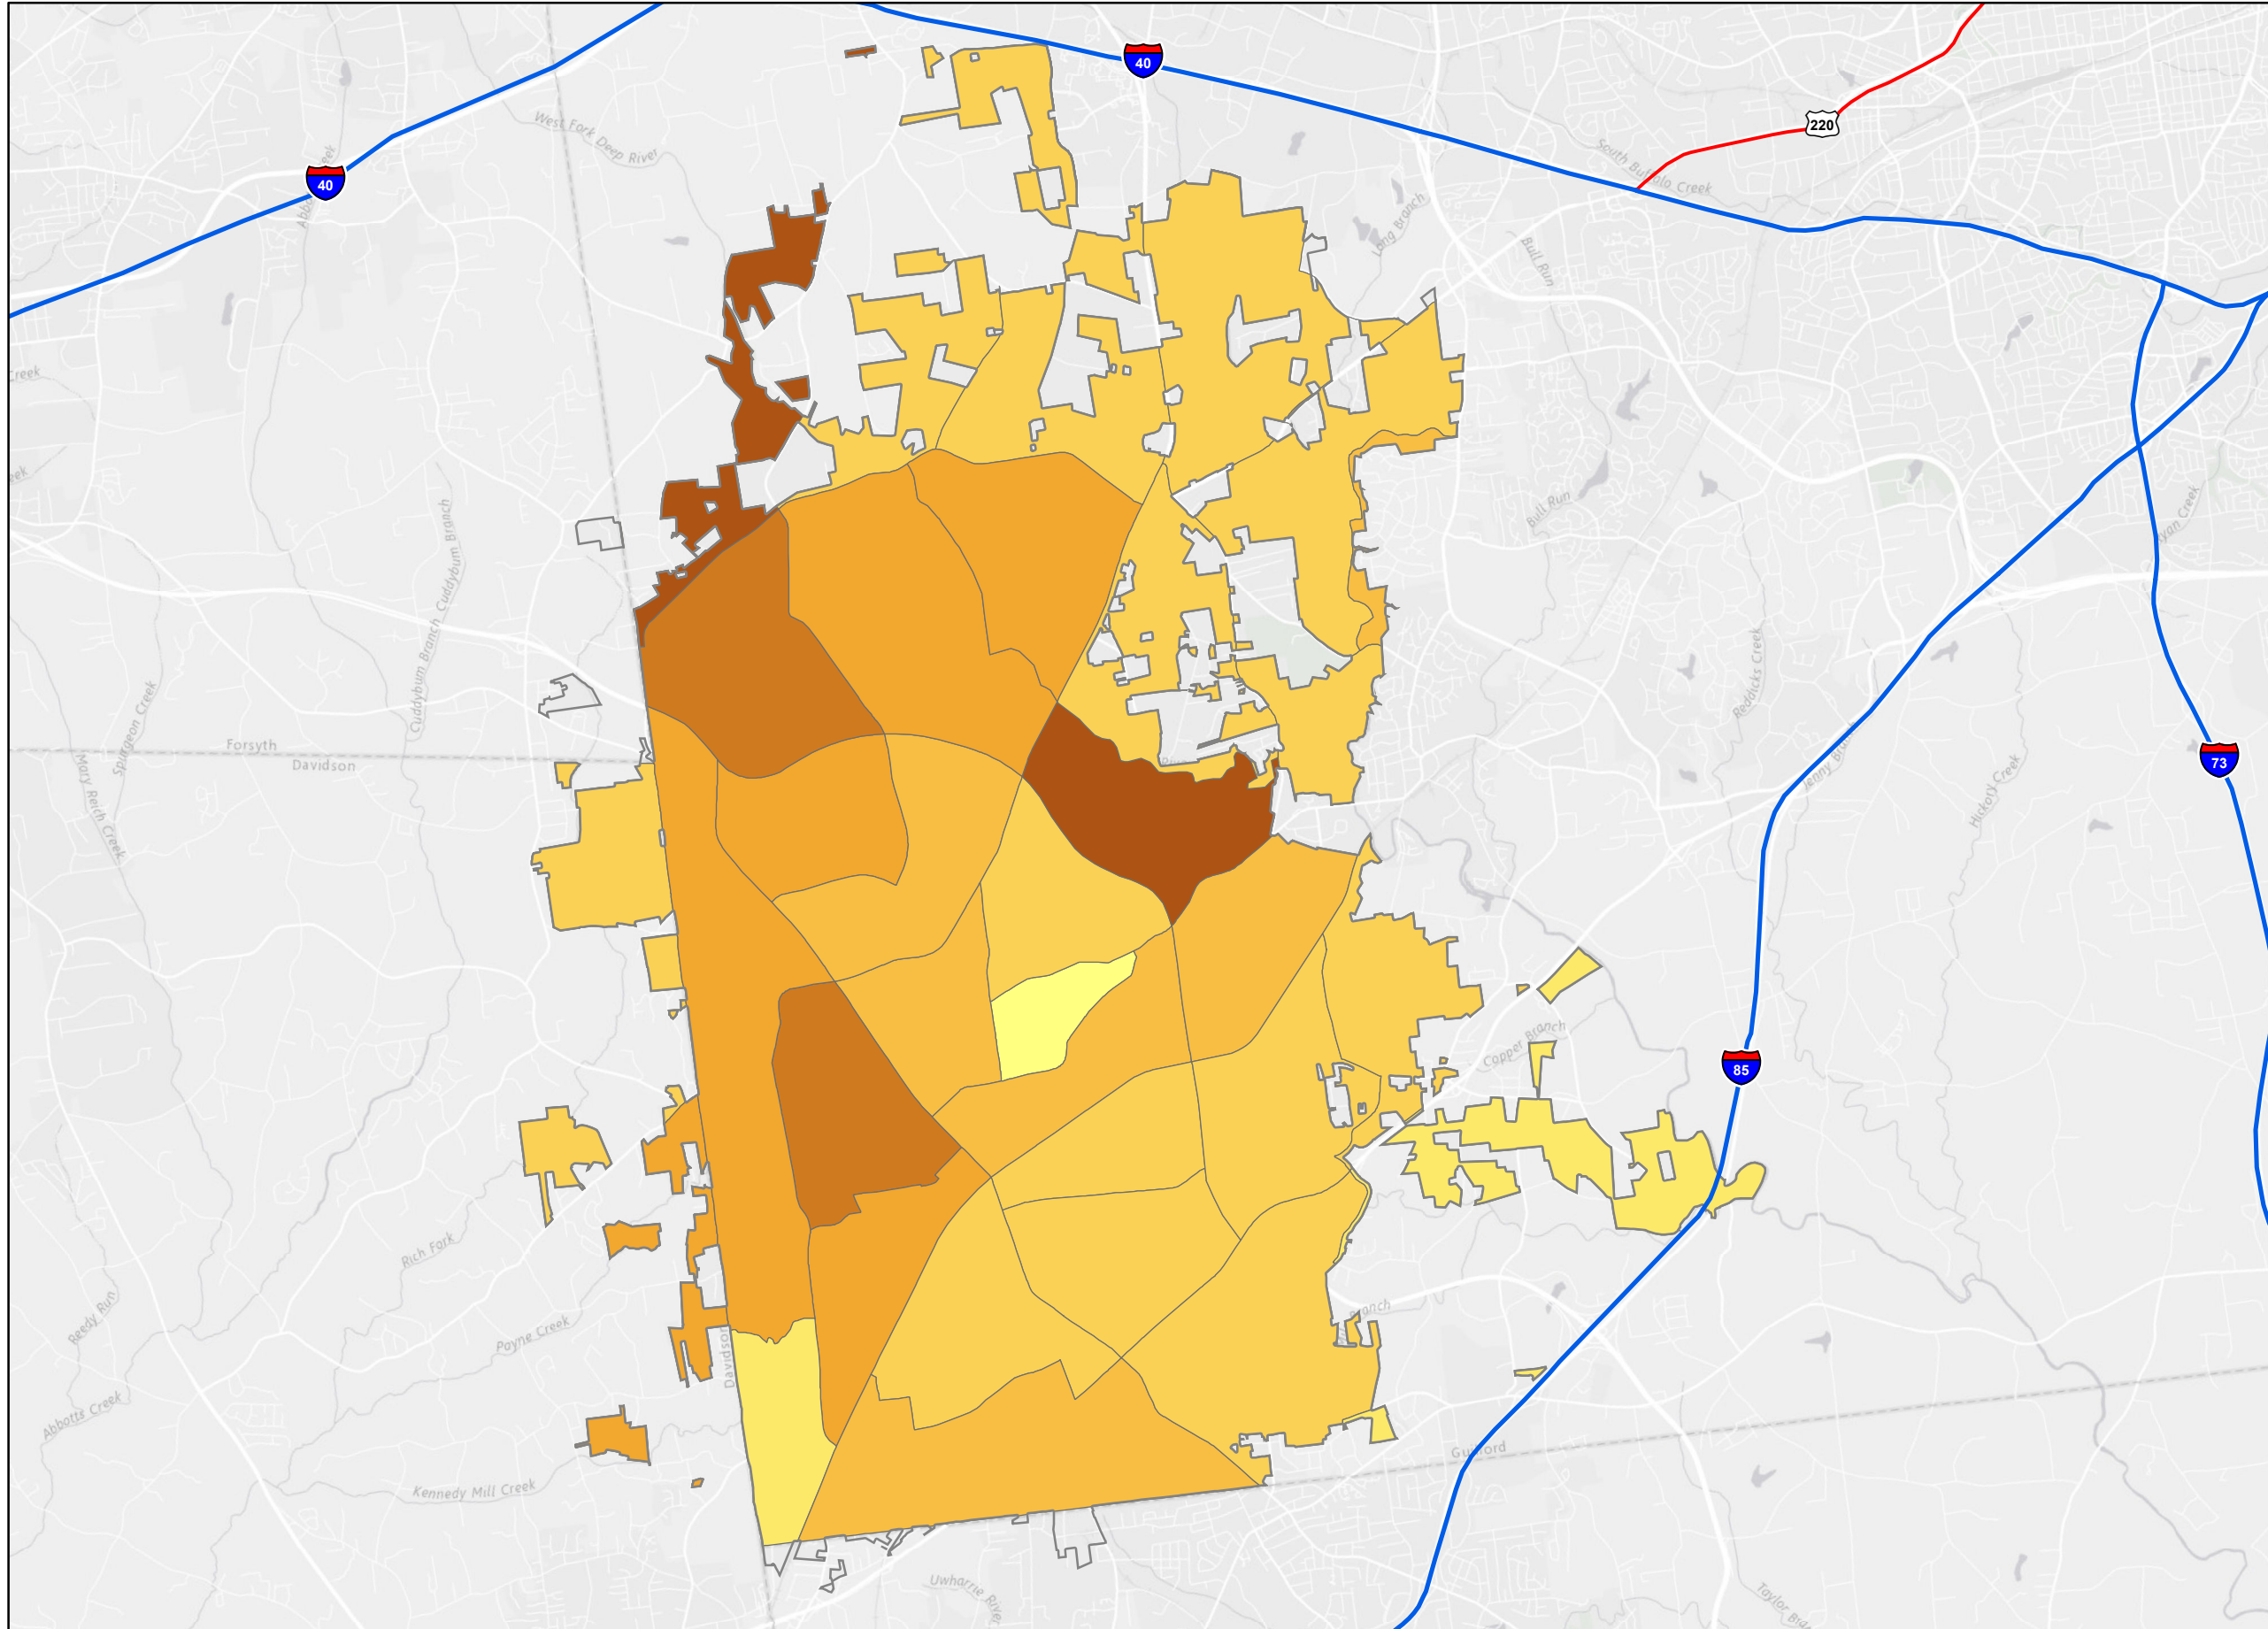 40
220
West Fork Deep River
South Buffalo Creek
40
Long Branch
Bull Run
Creek
Bull Run
Cuddyburn Branch Cuddyburn Branch
Reddicks Creek
Spurgeon Creek
Forsyth
Davidson
73
Mary Reich Creek
Hickory Creek
Copper Branch
85
Rich Fork
Reedy Run
Payne Creek
Branch
Davidson
Abbotts Creek
Guilford
Kennedy Mill Creek
Uwharrie River